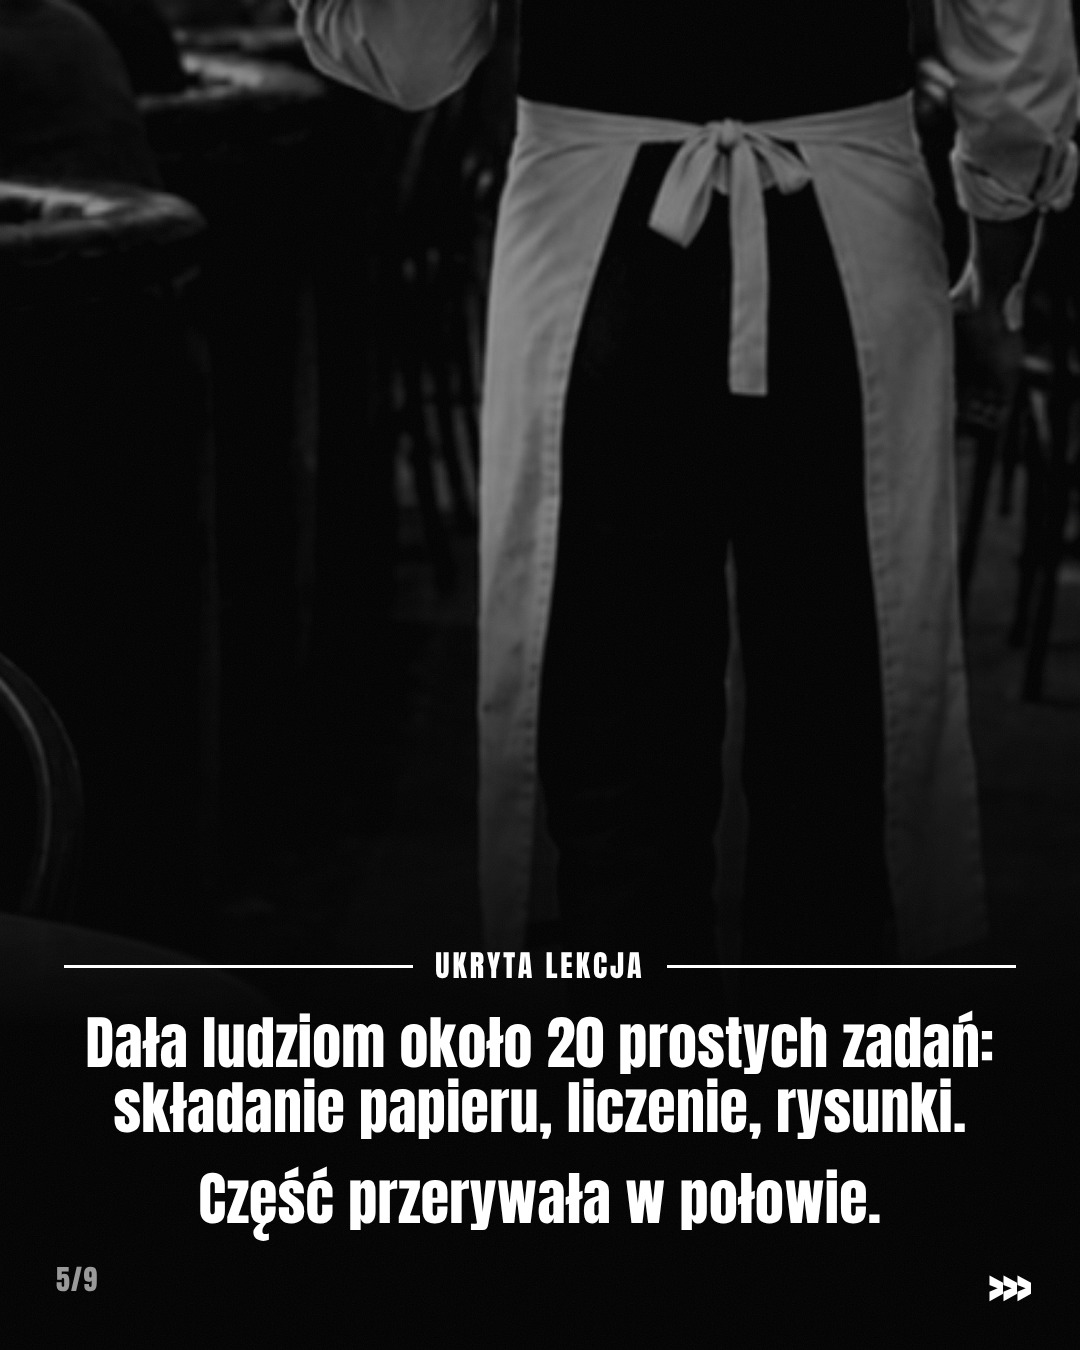 UKRYTA LEKCJA
Dała ludziom około 20 prostych zadań:
składanie papieru, liczenie, rysunki.
Część przerywała w połowie.
5/9
>>>